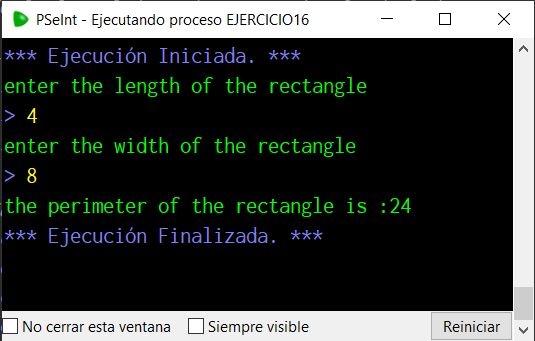 PSeInt - Ejecutando proceso EJERCICIO16
*** Ejecución Iniciada. ***
enter the length of the rectangle
> 4
enter the width of the rectangle
> 8
the perimeter of the rectangle is :24
*** Ejecución Finalizada. ***
No cerrar esta ventana Siempre visible Reiniciar